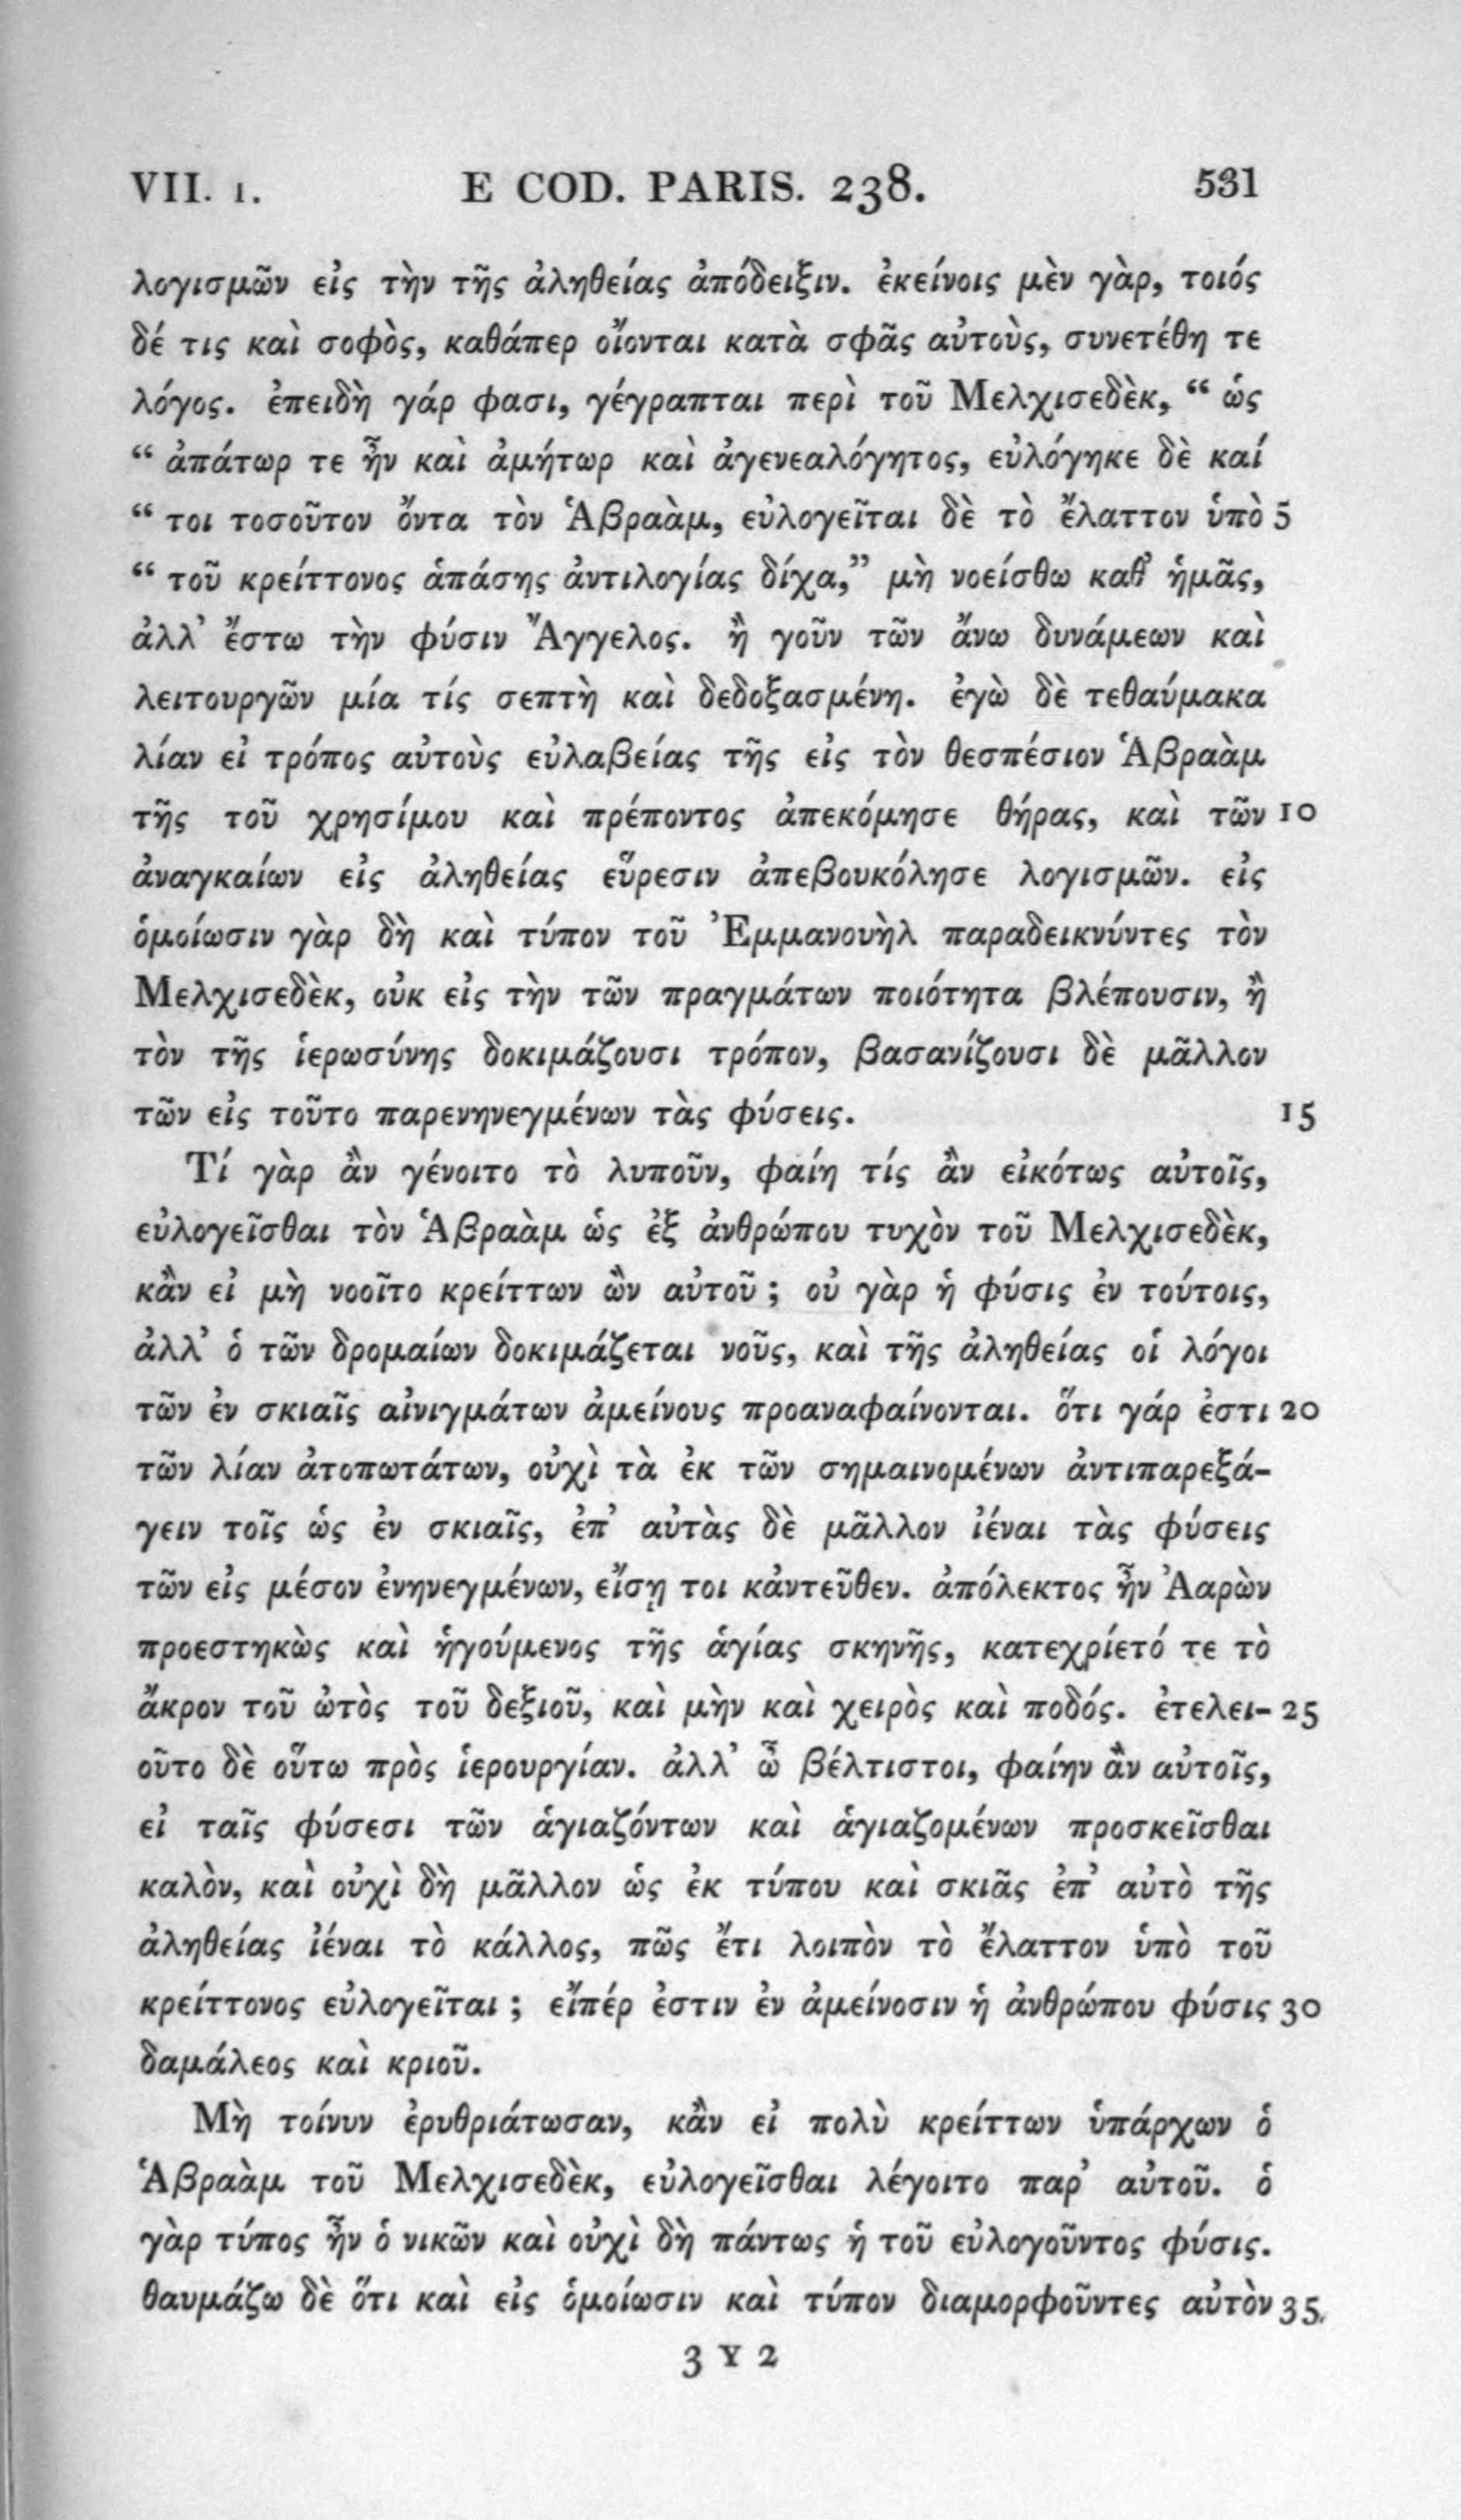 VII. 1. E COD. PARIS. 238. 531
λογισμῶν εἰς τὴν τῆς ἀληθείας ἀπόδειξιν. ἐκείνοις μὲν γὰρ, τοιός
δέ τις καὶ σοφὸς, καθάπερ οἴονται κατὰ σφᾶς αὐτοὺς, συνετέθη τε
λόγος. ἐπειδὴ γάρ φασι, γέγραπται περὶ τοῦ Μελχισεδὲκ, “ ὡς
“ ἀπάτωρ τε ἦν καὶ ἀμήτωρ καὶ ἀγενεαλόγητος, εὐλόγηκε δὲ καί
“ τοι τοσοῦτον ὄντα τὸν Ἁβραὰμ, εὐλογεῖται δὲ τὸ ἔλαττον ὑπὸ 5
“ τοῦ κρείττονος ἁπάσης ἀντιλογίας δίχα,” μὴ νοείσθω καθ’ ἡμᾶς,
ἀλλ’ ἔστω τὴν φύσιν Ἄγγελος. ἢ γοῦν τῶν ἄνω δυνάμεων καὶ
λειτουργῶν μία τίς σεπτὴ καὶ δεδοξασμένη. ἐγὼ δὲ τεθαύμακα
λίαν εἰ τρόπος αὐτοὺς εὐλαβείας τῆς εἰς τὸν θεσπέσιον Ἁβραὰμ
τῆς τοῦ χρησίμου καὶ πρέποντος ἀπεκόμησε θήρας, καὶ τῶν 10
ἀναγκαίων εἰς ἀληθείας εὕρεσιν ἀπεβουκόλησε λογισμῶν. εἰς
ὁμοίωσιν γὰρ δὴ καὶ τύπον τοῦ Ἐμμανουὴλ παραδεικνύντες τὸν
Μελχισεδὲκ, οὐκ εἰς τὴν τῶν πραγμάτων ποιότητα βλέπουσιν, ἢ
τὸν τῆς ἱερωσύνης δοκιμάζουσι τρόπον, βασανίζουσι δὲ μᾶλλον
τῶν εἰς τοῦτο παρενηνεγμένων τὰς φύσεις. 15
Τί γὰρ ἂν γένοιτο τὸ λυποῦν, φαίη τίς ἂν εἰκότως αὐτοῖς,
εὐλογεῖσθαι τὸν Ἁβραὰμ ὡς ἐξ ἀνθρώπου τυχὸν τοῦ Μελχισεδὲκ,
κἂν εἰ μὴ νοοῖτο κρείττων ὢν αὐτοῦ ; οὐ γὰρ ἡ φύσις ἐν τούτοις,
ἀλλ’ ὁ τῶν δρομαίων δοκιμάζεται νοῦς, καὶ τῆς ἀληθείας οἱ λόγοι
τῶν ἐν σκιαῖς αἰνιγμάτων ἀμείνους προαναφαίνονται. ὅτι γάρ ἐστι 20
τῶν λίαν ἀτοπωτάτων, οὐχὶ τὰ ἐκ τῶν σημαινομένων ἀντιπαρεξά-
γειν τοῖς ὡς ἐν σκιαῖς, ἐπ’ αὐτὰς δὲ μᾶλλον ἰέναι τὰς φύσεις
τῶν εἰς μέσον ἐνηνεγμένων, εἴσῃ τοι κἀντεῦθεν. ἀπόλεκτος ἦν Ἀαρὼν
προεστηκὼς καὶ ἡγούμενος τῆς ἁγίας σκηνῆς, κατεχρίετό τε τὸ
ἄκρον τοῦ ὠτὸς τοῦ δεξιοῦ, καὶ μὴν καὶ χειρὸς καὶ ποδός. ἐτελει- 25
οῦτο δὲ οὕτω πρὸς ἱερουργίαν. ἀλλ’ ὦ βέλτιστοι, φαίην ἂν αὐτοῖς,
εἰ ταῖς φύσεσι τῶν ἁγιαζόντων καὶ ἁγιαζομένων προσκεῖσθαι
καλὸν, καὶ οὐχὶ δὴ μᾶλλον ὡς ἐκ τύπου καὶ σκιᾶς ἐπ’ αὐτὸ τῆς
ἀληθείας ἰέναι τὸ κάλλος, πῶς ἔτι λοιπὸν τὸ ἔλαττον ὑπὸ τοῦ
κρείττονος εὐλογεῖται ; εἴπέρ ἐστιν ἐν ἀμείνοσιν ἡ ἀνθρώπου φύσις 30
δαμάλεος καὶ κριοῦ.
Μὴ τοίνυν ἐρυθριάτωσαν, κἂν εἰ πολὺ κρείττων ὑπάρχων ὁ
Ἁβραὰμ τοῦ Μελχισεδὲκ, εὐλογεῖσθαι λέγοιτο παρ’ αὐτοῦ. ὁ
γὰρ τύπος ἦν ὁ νικῶν καὶ οὐχὶ δὴ πάντως ἡ τοῦ εὐλογοῦντος φύσις.
θαυμάζω δὲ ὅτι καὶ εἰς ὁμοίωσιν καὶ τύπον διαμορφοῦντες αὐτὸν 35
3 Y 2